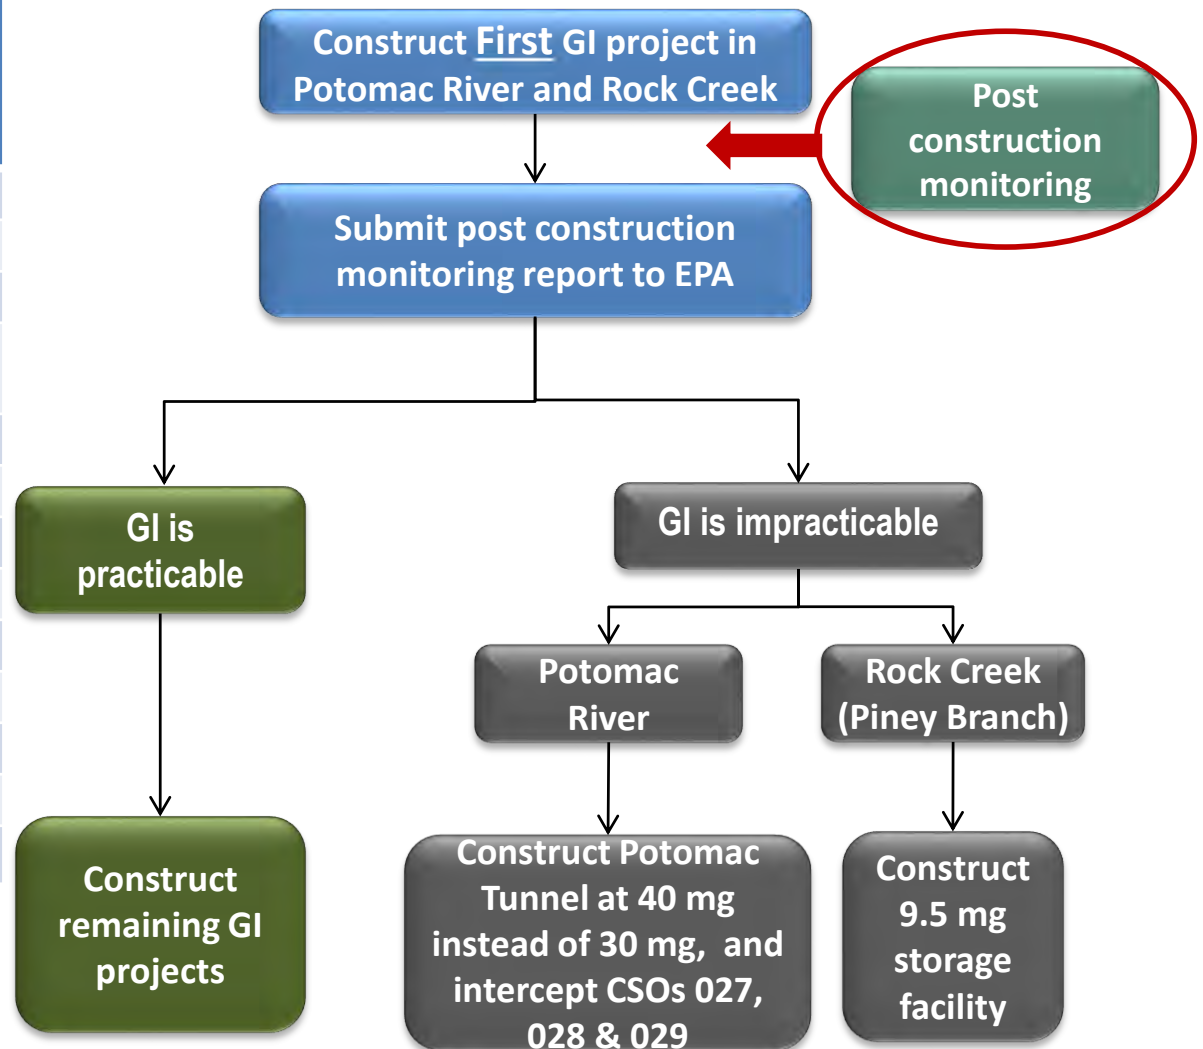 Construct First GI project in
Potomac River and Rock Creek
Post
construction
monitoring
Submit post construction
monitoring report to EPA
GI is
practicable
GI is impracticable
Potomac
River
Rock Creek
(Piney Branch)
Construct
remaining GI
projects
Construct Potomac
Tunnel at 40 mg
instead of 30 mg, and
intercept CSOs 027,
028 & 029
Construct
9.5 mg
storage
facility